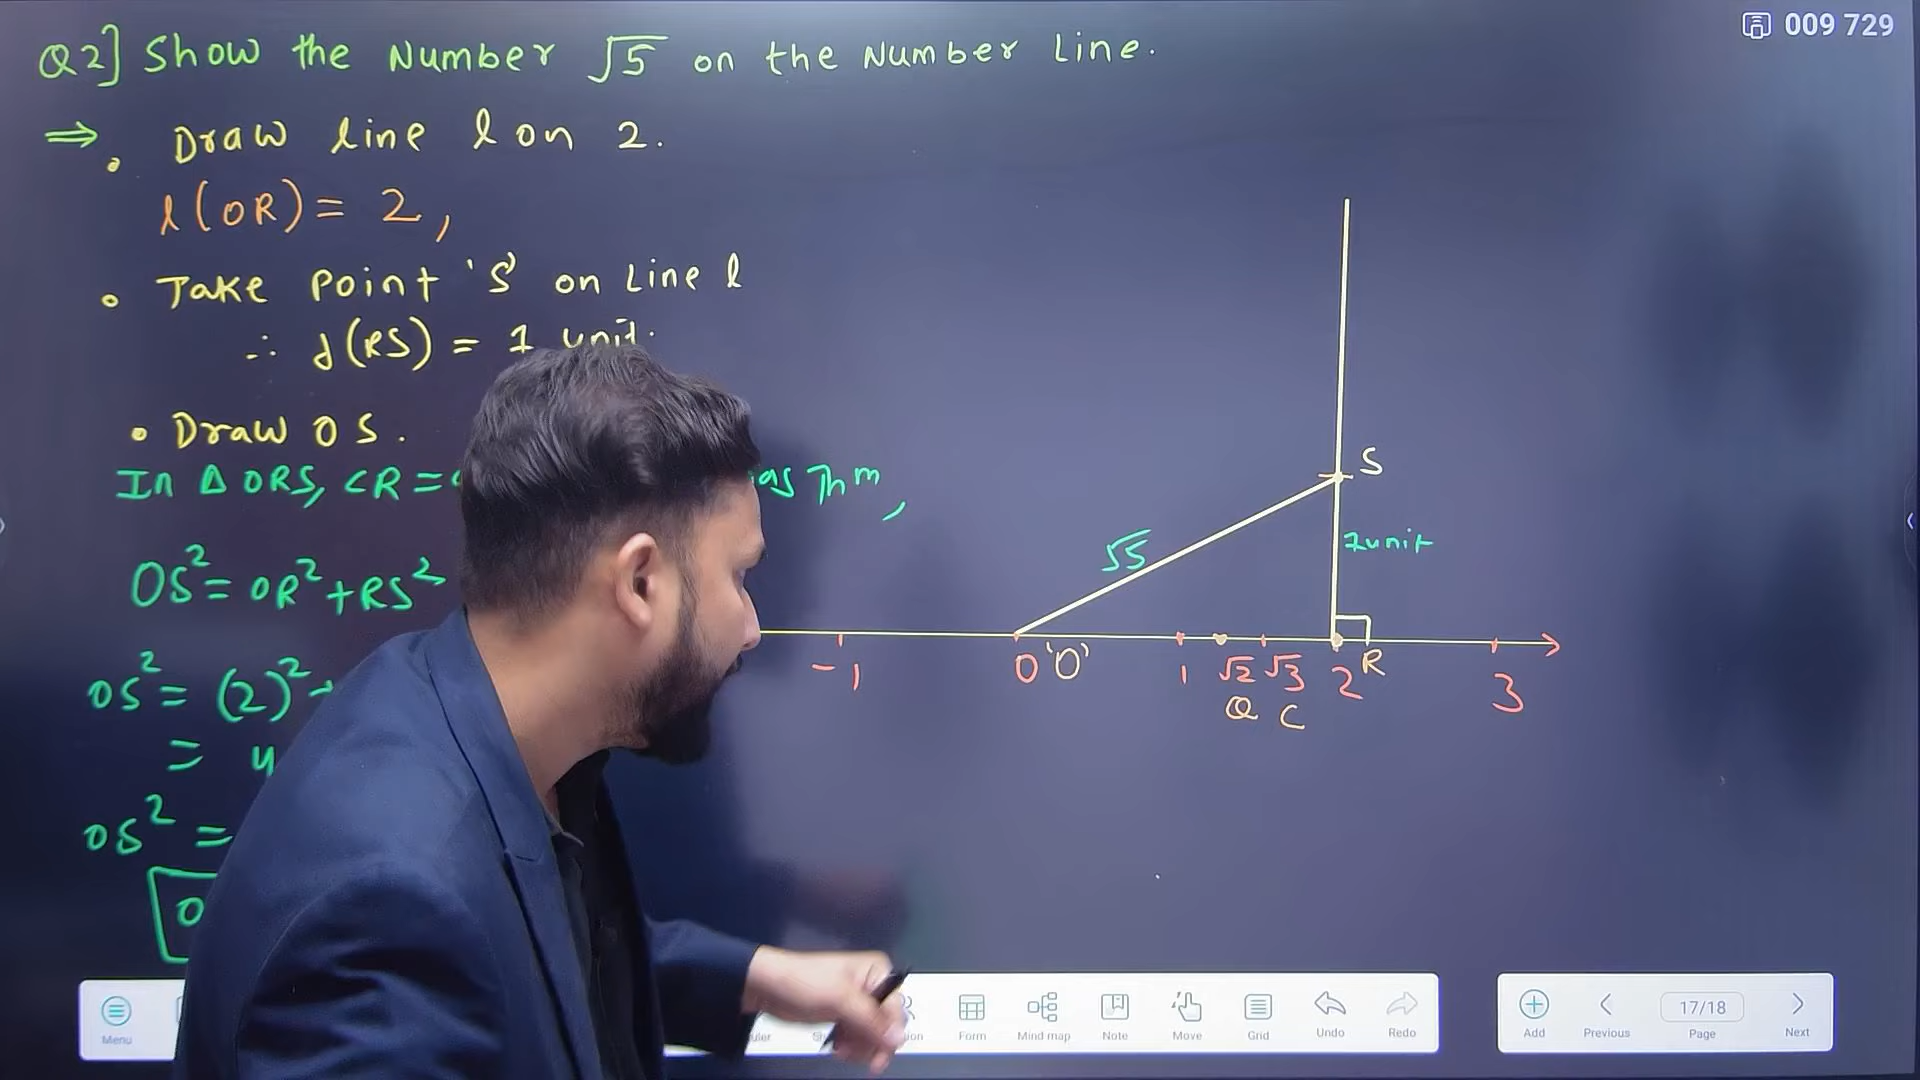 009 729
Q2] Show the Number √5 on the Number Line.
⇒ • Draw line l on 2.
l(OR) = 2,
• Take Point 'S' on Line l
∴ d(RS) = 1 unit.
• Draw OS.
In Δ ORS, ∠R = Thm,
OS² = OR² + RS²
OS² = (2)² +
= 4
OS² =
S
√5
1unit
-1 0 'O' 1 √2 √3 2 R 3
Q C
Menu
Form
Mind map
Note
Move
Grid
Undo
Redo
Add
Previous
17/18
Page
Next